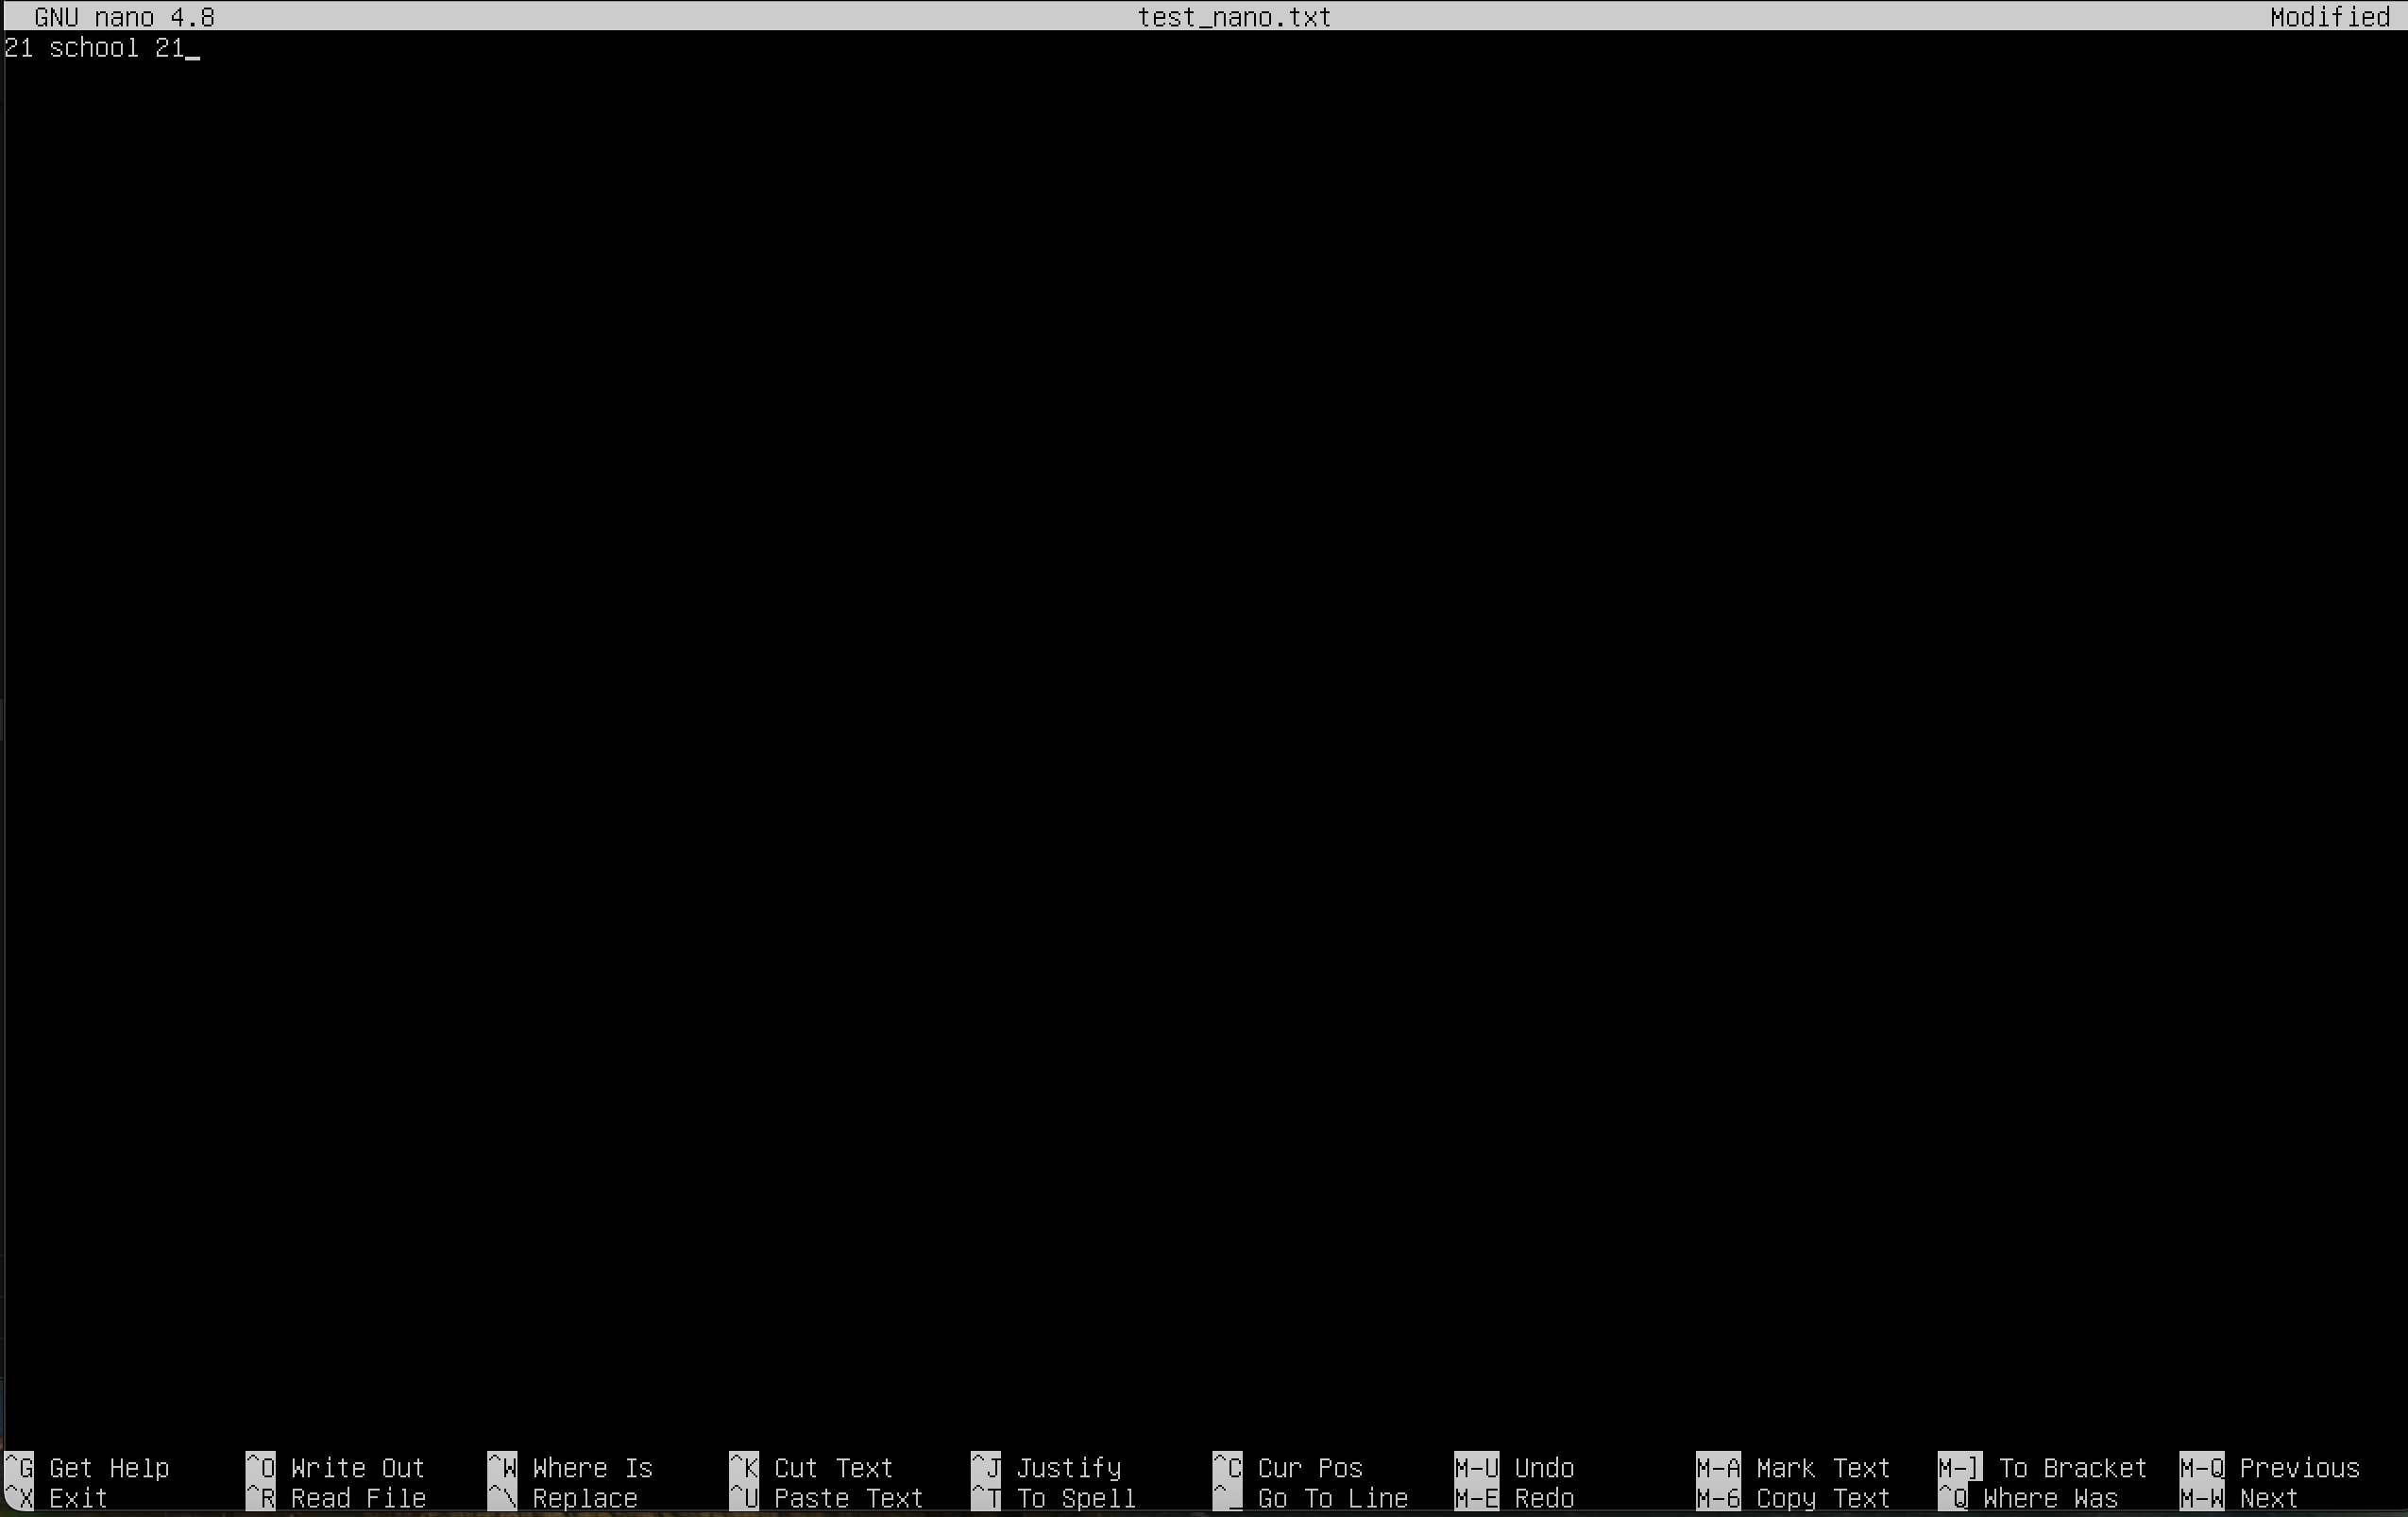 GNU nano 4.8 test_nano.txt Modified
21 school 21_
^G Get Help ^O Write Out ^W Where Is ^K Cut Text ^J Justify ^C Cur Pos M-U Undo M-A Mark Text M-] To Bracket M-Q Previous
^X Exit ^R Read File ^\ Replace ^U Paste Text ^T To Spell ^_ Go To Line M-E Redo M-6 Copy Text ^Q Where Was M-W Next